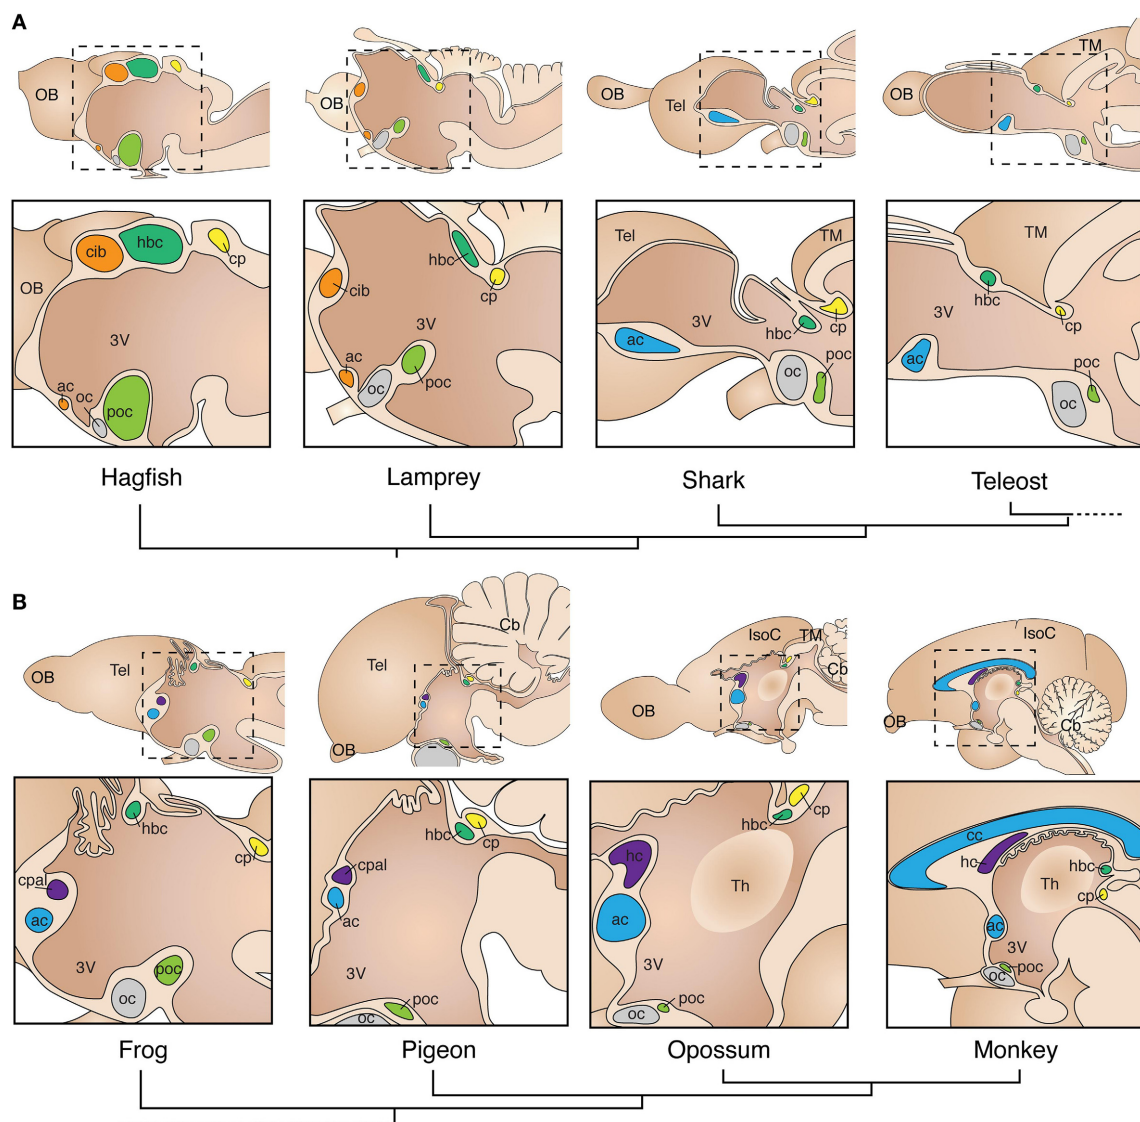 A
OB
OB
OB
Tel
OB
TM
cib
hbc
cp
OB
3V
ac
oc
poc
hbc
cib
cp
3V
ac
oc
poc
Tel
TM
3V
hbc
cp
ac
oc
poc
TM
hbc
3V
cp
ac
poc
oc
Hagfish
Lamprey
Shark
Teleost
B
OB
Tel
Tel
Cb
OB
IsoC
TM
Cb
OB
IsoC
OB
Cb
hbc
cp
cpal
ac
3V
poc
oc
hbc
cp
cpal
ac
3V
poc
oc
cp
hbc
hc
Th
ac
3V
poc
oc
cc
hc
hbc
Th
cp
ac
3V
poc
oc
Frog
Pigeon
Opossum
Monkey